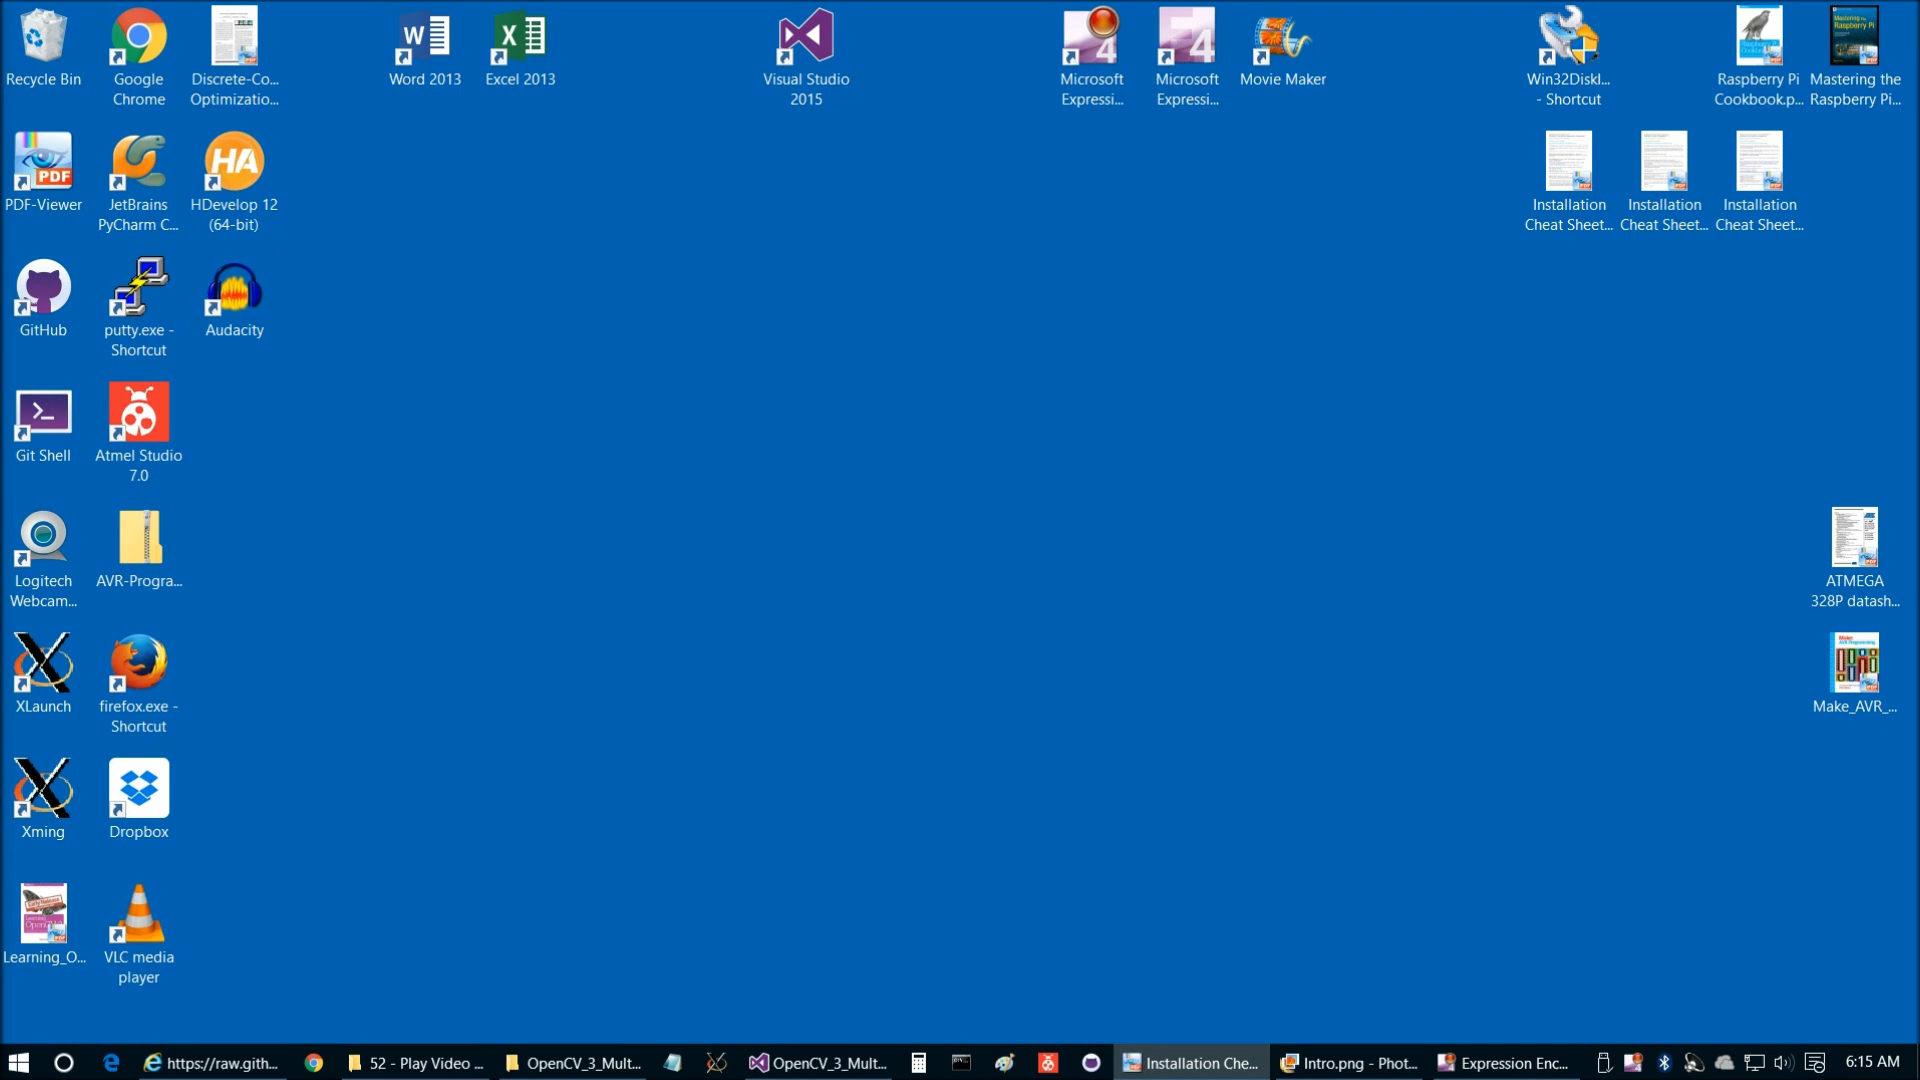 Recycle Bin
Google
Chrome
Discrete-Co...
Optimizatio...
Word 2013
Excel 2013
Visual Studio
2015
Microsoft
Expressi...
Microsoft
Expressi...
Movie Maker
Win32DiskI...
- Shortcut
Raspberry Pi
Cookbook.p...
Mastering the
Raspberry Pi...
PDF
PDF-Viewer
JetBrains
PyCharm C...
HA
HDevelop 12
(64-bit)
Installation
Cheat Sheet...
Installation
Cheat Sheet...
Installation
Cheat Sheet...
GitHub
putty.exe -
Shortcut
Audacity
Git Shell
Atmel Studio
7.0
Logitech
Webcam...
AVR-Progra...
ATMEGA
328P datash...
XLaunch
firefox.exe -
Shortcut
Make_AVR_...
Xming
Dropbox
Learning_O...
VLC media
player
https://raw.gith...
52 - Play Video ...
OpenCV_3_Mult...
OpenCV_3_Mult...
Installation Che...
Intro.png - Phot...
Expression Enc...
6:15 AM